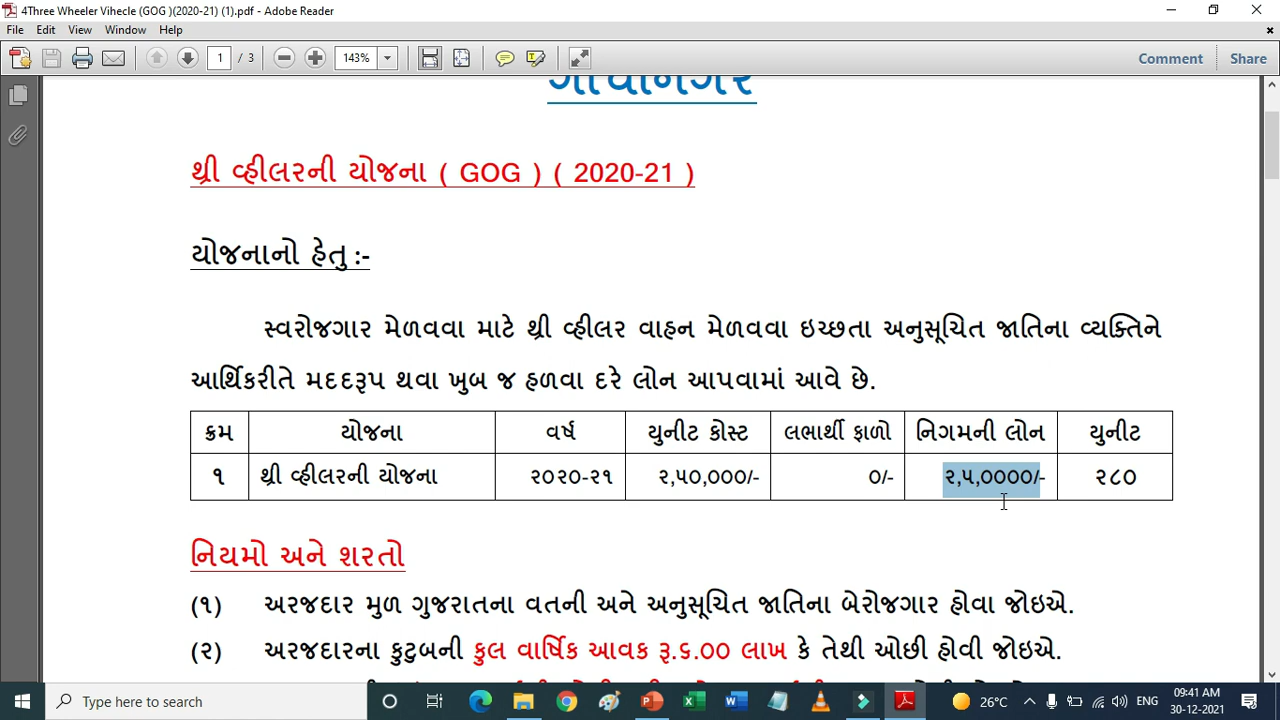 4Three Wheeler Vihecle (GOG )(2020-21) (1).pdf - Adobe Reader
File Edit View Window Help
1 / 3 143% Comment Share
ગાંધીનગર
થ્રી વ્હીલરની યોજના ( GOG ) ( 2020-21 )
યોજનાનો હેતુ :-
સ્વરોજગાર મેળવવા માટે થ્રી વ્હીલર વાહન મેળવવા ઇચ્છતા અનુસૂચિત જાતિના વ્યક્તિને
આર્થિકરીતે મદદરૂપ થવા ખુબ જ હળવા દરે લોન આપવામાં આવે છે.
ક્રમ યોજના વર્ષ યુનીટ કોસ્ટ લભાર્થી ફાળો નિગમની લોન યુનીટ
૧ થ્રી વ્હીલરની યોજના ૨૦૨૦-૨૧ ૨,૫૦,૦૦૦/- ૦/- ૨,૫,૦૦૦૦/- ૨૮૦
નિયમો અને શરતો
(૧) અરજદાર મુળ ગુજરાતના વતની અને અનુસૂચિત જાતિના બેરોજગાર હોવા જોઇએ.
(૨) અરજદારના કુટુબની કુલ વાર્ષિક આવક રૂ.૬.૦૦ લાખ કે તેથી ઓછી હોવી જોઇએ.
Type here to search 26°C ENG 09:41 AM
30-12-2021